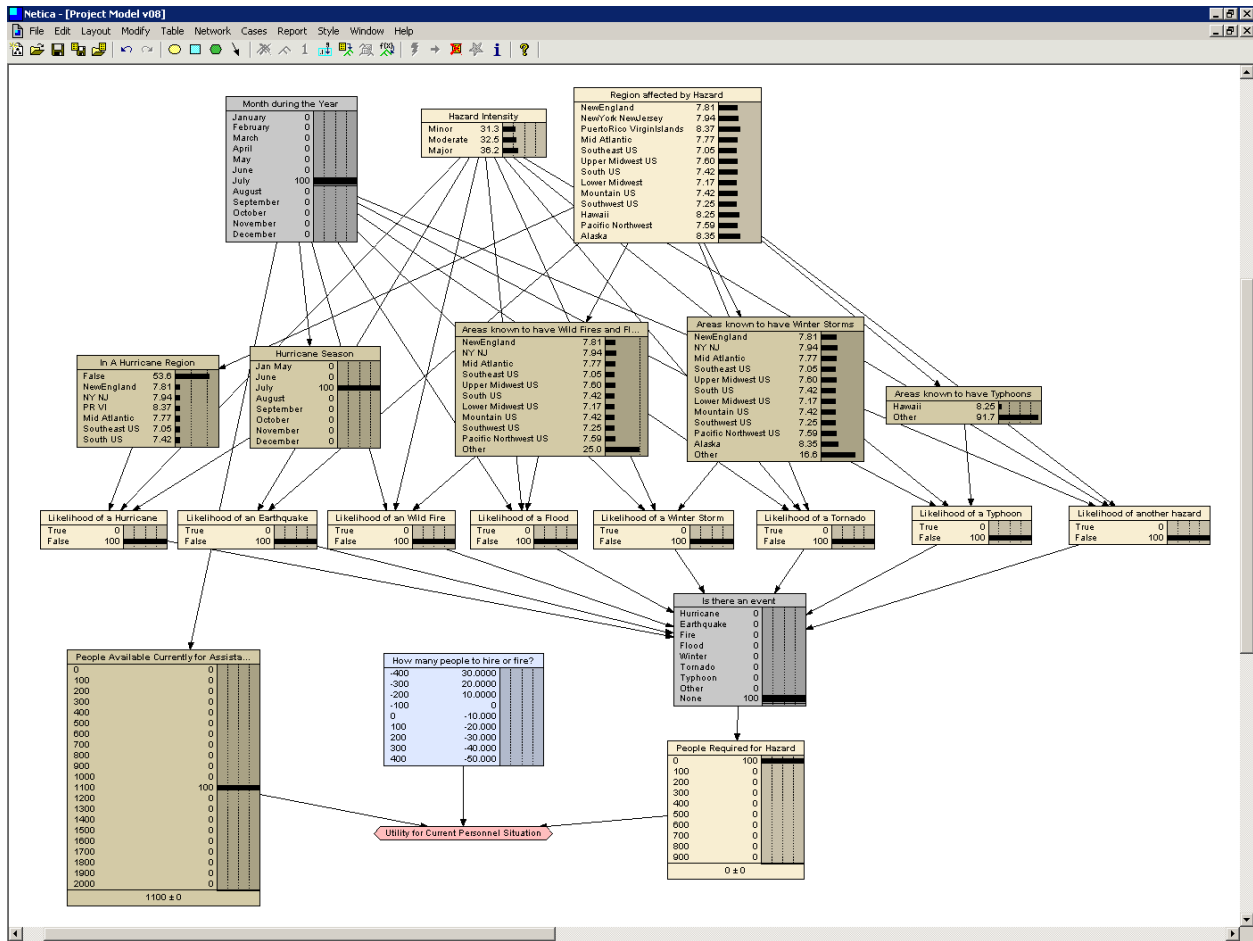 Netica - [Project Model v08]
File Edit Layout Modify Table Network Cases Report Style Window Help
Month during the Year
January 0
February 0
March 0
April 0
May 0
June 0
July 100
August 0
September 0
October 0
November 0
December 0
Hazard Intensity
Minor 31.3
Moderate 32.5
Major 36.2
Region affected by Hazard
NewEngland 7.81
NewYork NewJersey 7.94
PuertoRico VirginIslands 8.37
Mid Atlantic 7.77
Southeast US 7.05
Upper Midwest US 7.60
South US 7.42
Lower Midwest 7.17
Mountain US 7.42
Southwest US 7.25
Hawaii 8.25
Pacific Northwest 7.59
Alaska 8.35
In A Hurricane Region
False 53.6
NewEngland 7.81
NY NJ 7.94
PR VI 8.37
Mid Atlantic 7.77
Southeast US 7.05
South US 7.42
Hurricane Season
Jan May 0
June 0
July 100
August 0
September 0
October 0
November 0
December 0
Areas known to have Wild Fires and Fl...
NewEngland 7.81
NY NJ 7.94
Mid Atlantic 7.77
Southeast US 7.05
Upper Midwest US 7.60
South US 7.42
Lower Midwest US 7.17
Mountain US 7.42
Southwest US 7.25
Pacific Northwest US 7.59
Other 25.0
Areas known to have Winter Storms
NewEngland 7.81
NY NJ 7.94
Mid Atlantic 7.77
Southeast US 7.05
Upper Midwest US 7.60
South US 7.42
Lower Midwest US 7.17
Mountain US 7.42
Southwest US 7.25
Pacific Northwest US 7.59
Alaska 8.35
Other 16.6
Areas known to have Typhoons
Hawaii 8.25
Other 91.7
Likelihood of a Hurricane
True 0
False 100
Likelihood of an Earthquake
True 0
False 100
Likelihood of an Wild Fire
True 0
False 100
Likelihood of a Flood
True 0
False 100
Likelihood of a Winter Storm
True 0
False 100
Likelihood of a Tornado
True 0
False 100
Likelihood of a Typhoon
True 0
False 100
Likelihood of another hazard
True 0
False 100
Is there an event
Hurricane 0
Earthquake 0
Fire 0
Flood 0
Winter 0
Tornado 0
Typhoon 0
Other 0
None 100
People Available Currently for Assista...
0 0
100 0
200 0
300 0
400 0
500 0
600 0
700 0
800 0
900 0
1000 0
1100 100
1200 0
1300 0
1400 0
1500 0
1600 0
1700 0
1800 0
1900 0
2000 0
1100 ± 0
How many people to hire or fire?
-400 30.0000
-300 20.0000
-200 10.0000
-100 0
0 -10.000
100 -20.000
200 -30.000
300 -40.000
400 -50.000
People Required for Hazard
0 100
100 0
200 0
300 0
400 0
500 0
600 0
700 0
800 0
900 0
0 ± 0
Utility for Current Personnel Situation